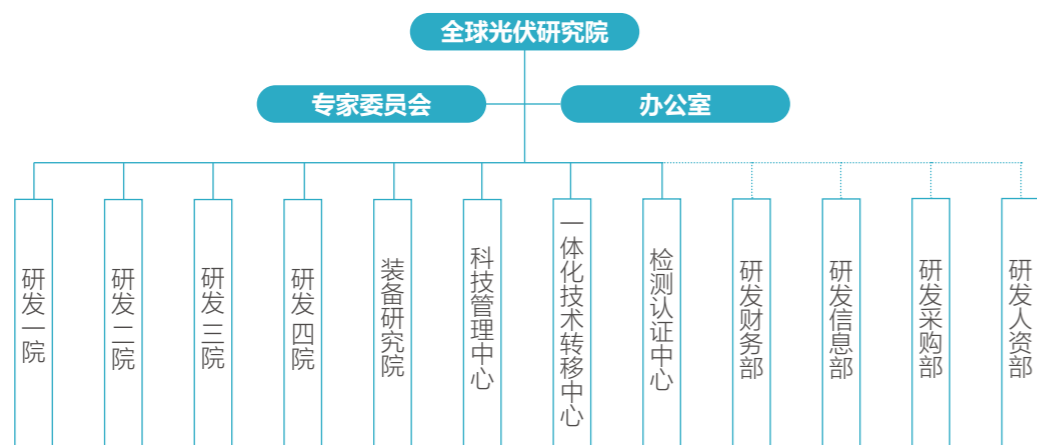 全球光伏研究院
专家委员会
办公室
研发一院
研发二院
研发三院
研发四院
装备研究院
科技管理中心
一体化技术转移中心
检测认证中心
研发财务部
研发信息部
研发采购部
研发人资部